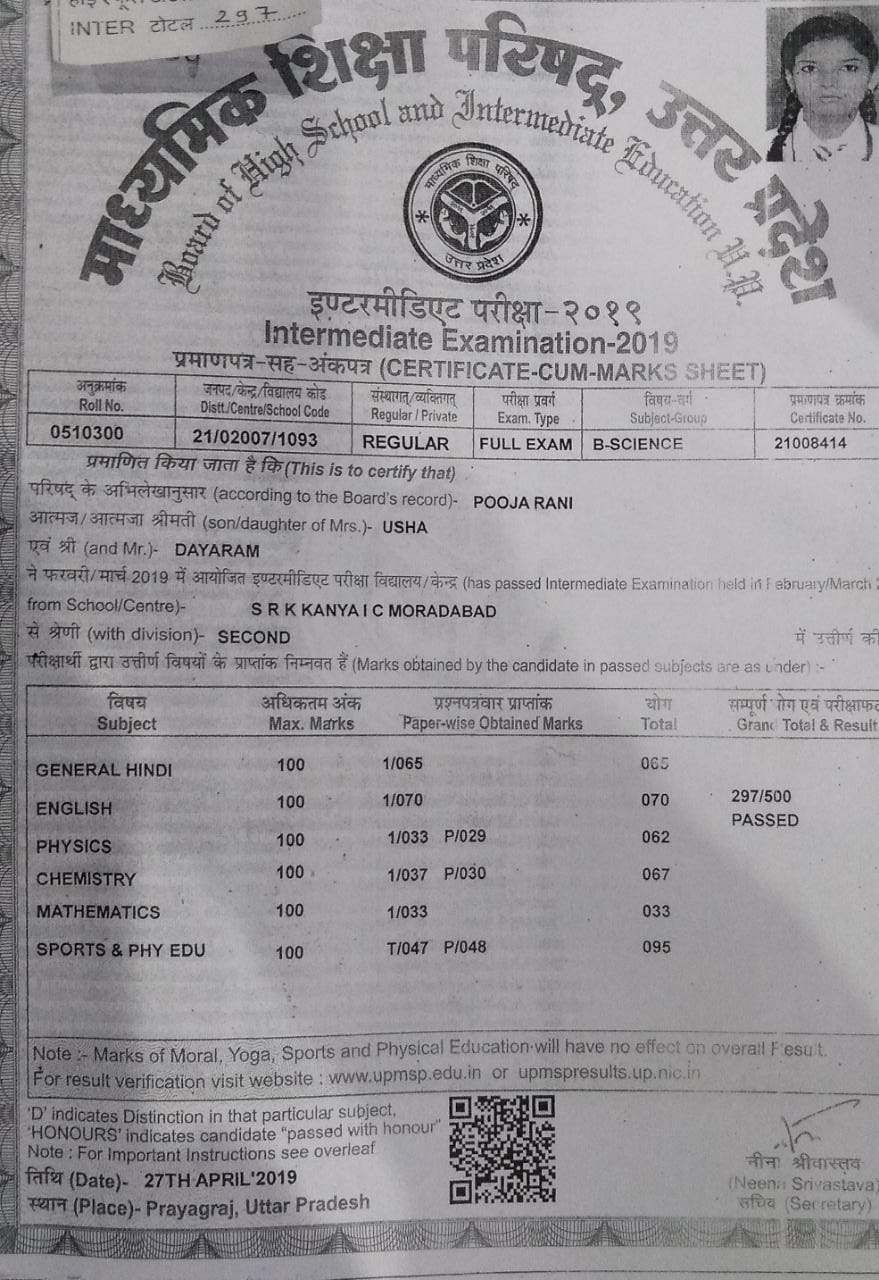 INTER टोटल 297
माध्यमिक शिक्षा परिषद्, उत्तर प्रदेश
Board of High School and Intermediate Education U.P.
माध्यमिक शिक्षा परिषद्
उत्तर प्रदेश
इण्टरमीडिएट परीक्षा-२०१९
Intermediate Examination-2019
प्रमाणपत्र-सह-अंकपत्र (CERTIFICATE-CUM-MARKS SHEET)
अनुक्रमांक जनपद/केन्द्र/विद्यालय कोड संस्थागत्/व्यक्तिगत् परीक्षा प्रवर्ग विषय-वर्ग प्रमाणपत्र क्रमांक
Roll No. Distt./Centre/School Code Regular / Private Exam. Type Subject-Group Certificate No.
0510300 21/02007/1093 REGULAR FULL EXAM B-SCIENCE 21008414
प्रमाणित किया जाता है कि (This is to certify that)
परिषद् के अभिलेखानुसार (according to the Board's record)- POOJA RANI
आत्मज/आत्मजा श्रीमती (son/daughter of Mrs.)- USHA
एवं श्री (and Mr.)- DAYARAM
ने फरवरी/मार्च 2019 में आयोजित इण्टरमीडिएट परीक्षा विद्यालय/केन्द्र (has passed Intermediate Examination held in February/March
from School/Centre)- S R K KANYA I C MORADABAD
से श्रेणी (with division)- SECOND में उत्तीर्ण की
परीक्षार्थी द्वारा उत्तीर्ण विषयों के प्राप्तांक निम्नवत हैं (Marks obtained by the candidate in passed subjects are as under) :-
विषय अधिकतम अंक प्रश्नपत्रवार प्राप्तांक योग सम्पूर्ण योग एवं परीक्षाफल
Subject Max. Marks Paper-wise Obtained Marks Total Grand Total & Result
GENERAL HINDI 100 1/065 065
ENGLISH 100 1/070 070 297/500
PASSED
PHYSICS 100 1/033 P/029 062
CHEMISTRY 100 1/037 P/030 067
MATHEMATICS 100 1/033 033
SPORTS & PHY EDU 100 T/047 P/048 095
Note :- Marks of Moral, Yoga, Sports and Physical Education will have no effect on overall Result.
For result verification visit website : www.upmsp.edu.in or upmspresults.up.nic.in
'D' indicates Distinction in that particular subject,
'HONOURS' indicates candidate "passed with honour"
Note : For Important Instructions see overleaf
तिथि (Date)- 27TH APRIL'2019
स्थान (Place)- Prayagraj, Uttar Pradesh
नीना श्रीवास्तव
(Neena Srivastava)
सचिव (Secretary)